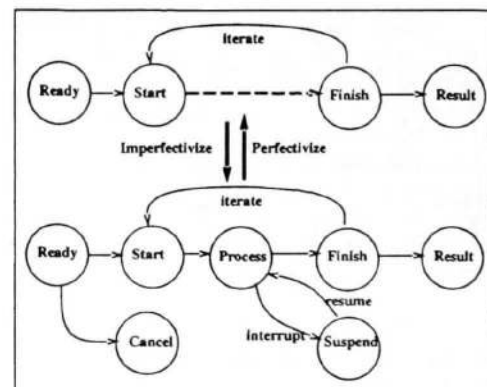 iterate
Ready Start Finish Result
Imperfectivize Perfectivize
iterate
Ready Start Process Finish Result
resume
Cancel interrupt Suspend